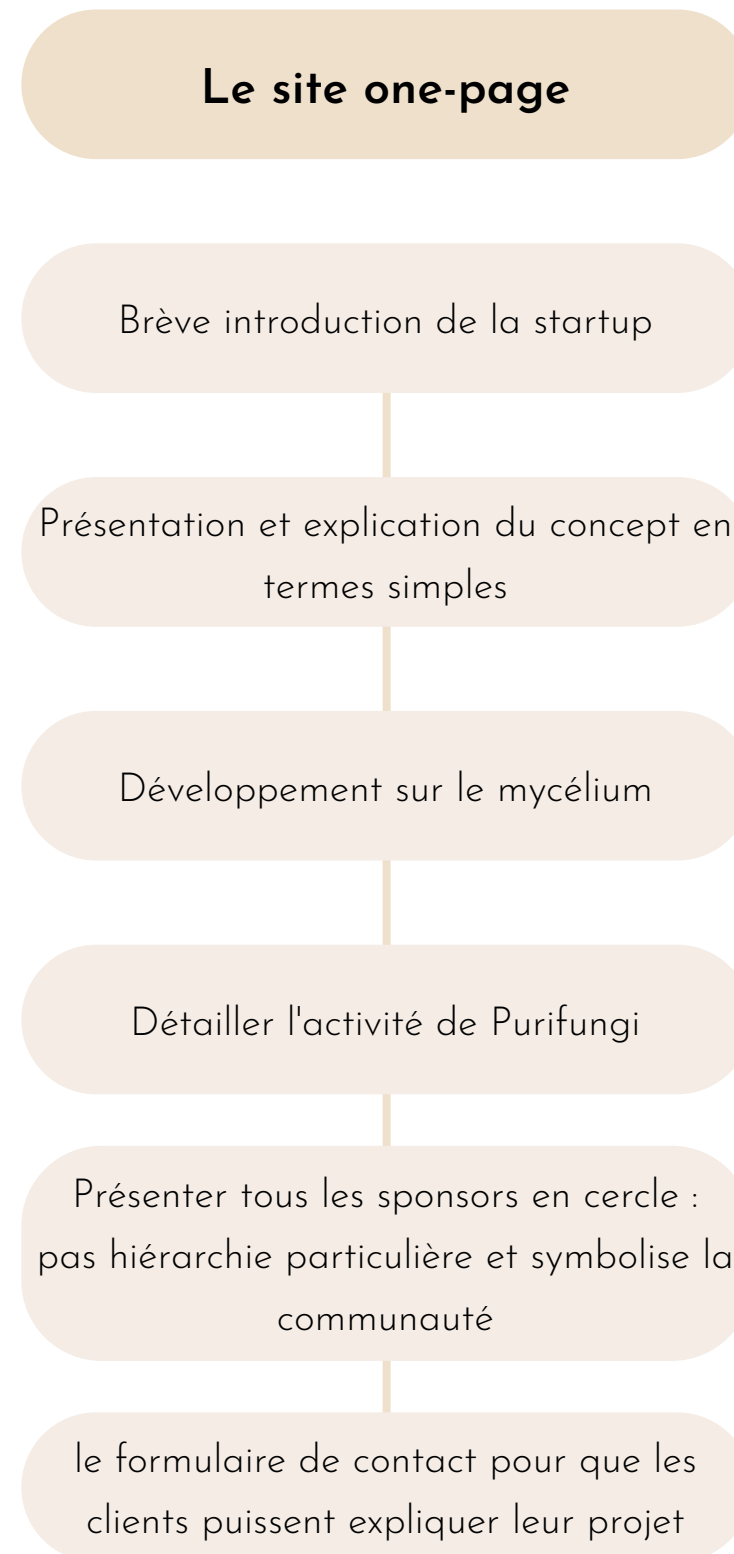 Le site one-page
Brève introduction de la startup
Présentation et explication du concept en
termes simples
Développement sur le mycélium
Détailler l'activité de Purifungi
Présenter tous les sponsors en cercle :
pas hiérarchie particulière et symbolise la
communauté
le formulaire de contact pour que les
clients puissent expliquer leur projet